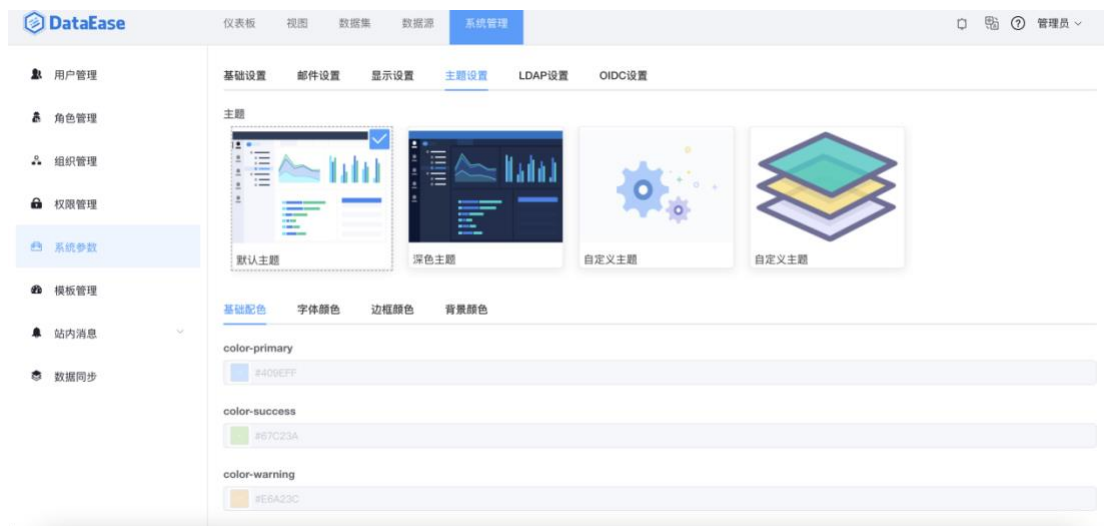 DataEase
仪表板 视图 数据集 数据源 系统管理 管理员
用户管理
角色管理
组织管理
权限管理
系统参数
模板管理
站内消息
数据同步
基础设置 邮件设置 显示设置 主题设置 LDAP设置 OIDC设置
主题
默认主题 深色主题 自定义主题 自定义主题
基础配色 字体颜色 边框颜色 背景颜色
color-primary
#409EFF
color-success
#67C23A
color-warning
#E6A23C